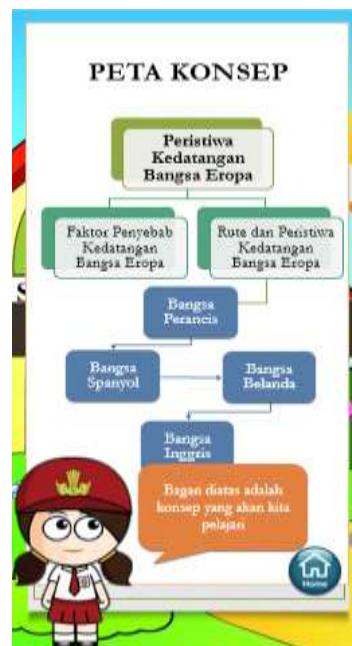 PETA KONSEP
Peristiwa
Kedatangan
Bangsa Eropa
Faktor Penyebab
Kedatangan
Bangsa Eropa
Rute dan Peristiwa
Kedatangan
Bangsa Eropa
Bangsa
Perancis
Bangsa
Spanyol
Bangsa
Belanda
Bangsa
Inggris
Bagan diatas adalah
konsep yang akan kita
pelajari
Home